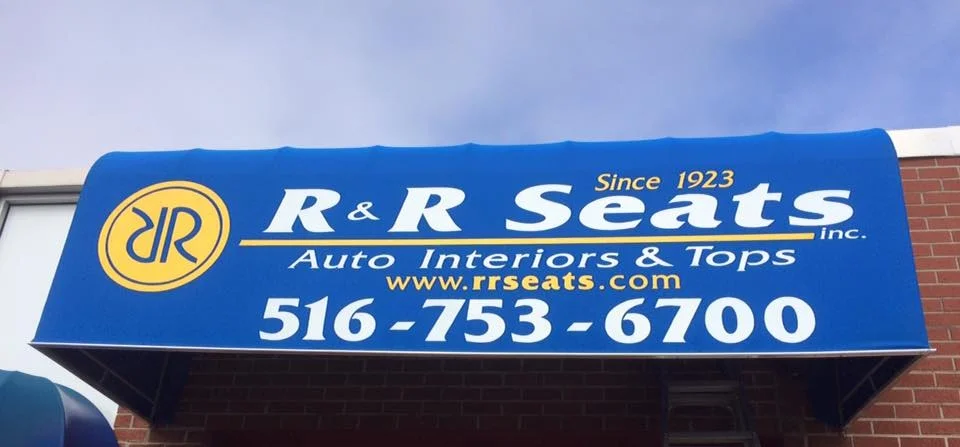 Since 1923
RR R & R Seats inc.
Auto Interiors & Tops
www.rrseats.com
516-753-6700